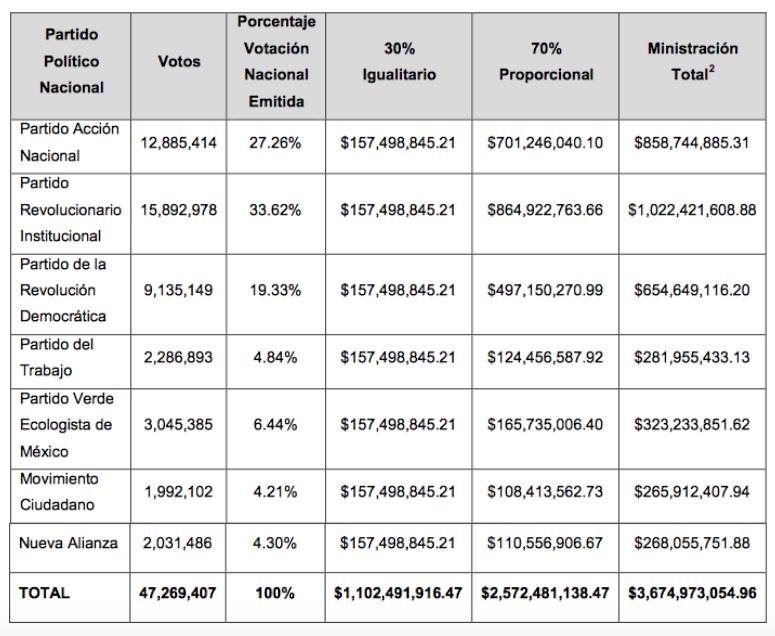 Partido Político Nacional | Votos | Porcentaje Votación Nacional Emitida | 30% Igualitario | 70% Proporcional | Ministración Total²
Partido Acción Nacional | 12,885,414 | 27.26% | $157,498,845.21 | $701,246,040.10 | $858,744,885.31
Partido Revolucionario Institucional | 15,892,978 | 33.62% | $157,498,845.21 | $864,922,763.66 | $1,022,421,608.88
Partido de la Revolución Democrática | 9,135,149 | 19.33% | $157,498,845.21 | $497,150,270.99 | $654,649,116.20
Partido del Trabajo | 2,286,893 | 4.84% | $157,498,845.21 | $124,456,587.92 | $281,955,433.13
Partido Verde Ecologista de México | 3,045,385 | 6.44% | $157,498,845.21 | $165,735,006.40 | $323,233,851.62
Movimiento Ciudadano | 1,992,102 | 4.21% | $157,498,845.21 | $108,413,562.73 | $265,912,407.94
Nueva Alianza | 2,031,486 | 4.30% | $157,498,845.21 | $110,556,906.67 | $268,055,751.88
TOTAL | 47,269,407 | 100% | $1,102,491,916.47 | $2,572,481,138.47 | $3,674,973,054.96